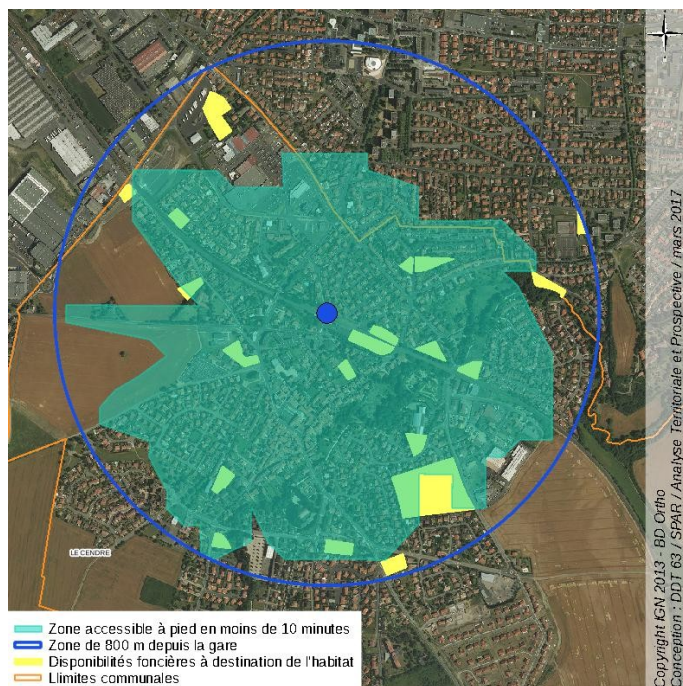 LE CENDRE
Zone accessible à pied en moins de 10 minutes
Zone de 800 m depuis la gare
Disponibilités foncières à destination de l'habitat
Llimites communales
Copyright IGN 2013 - BD Ortho
Conception : DDT 63 / SPAR / Analyse Territoriale et Prospective / mars 2017